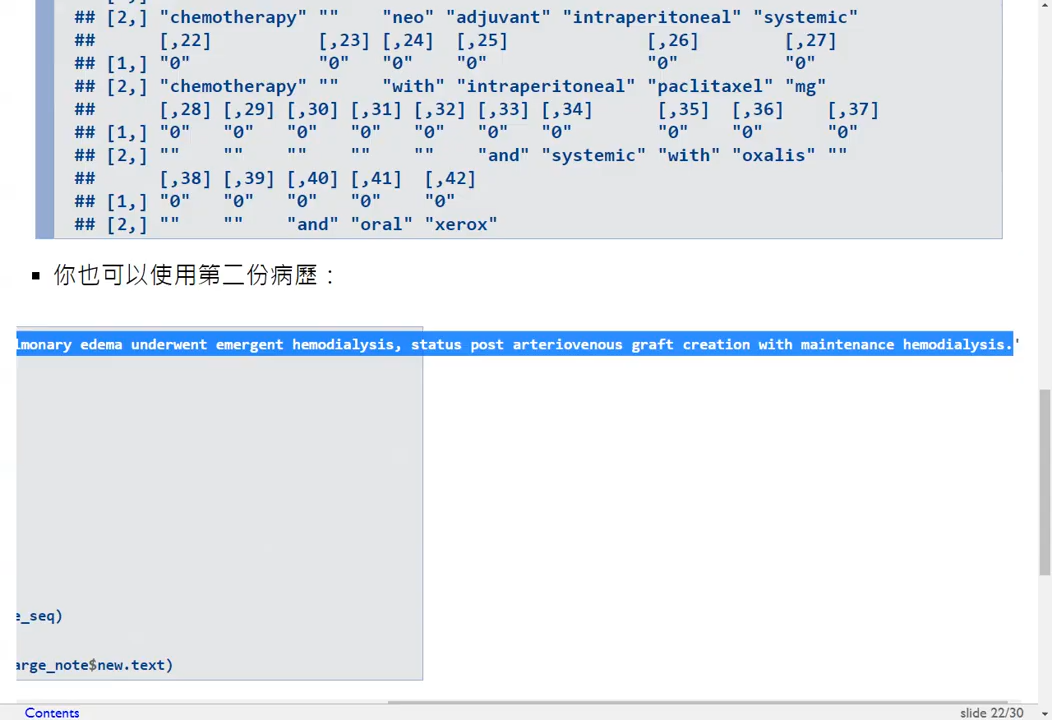 ## [2,] "chemotherapy" ""    "neo" "adjuvant" "intraperitoneal" "systemic"
##      [,22]          [,23] [,24]  [,25]             [,26]        [,27]
## [1,] "0"            "0"   "0"    "0"               "0"          "0"
## [2,] "chemotherapy" ""    "with" "intraperitoneal" "paclitaxel" "mg"
##      [,28] [,29] [,30] [,31] [,32] [,33] [,34]      [,35]  [,36]    [,37]
## [1,] "0"   "0"   "0"   "0"   "0"   "0"   "0"        "0"    "0"      "0"
## [2,] ""    ""    ""    ""    ""    "and" "systemic" "with" "oxalis" ""
##      [,38] [,39] [,40] [,41]  [,42]
## [1,] "0"   "0"   "0"   "0"    "0"
## [2,] ""    ""    "and" "oral" "xerox"
▪ 你也可以使用第二份病歷：
lmonary edema underwent emergent hemodialysis, status post arteriovenous graft creation with maintenance hemodialysis.'
e_seq)
arge_note$new.text)
Contents
slide 22/30